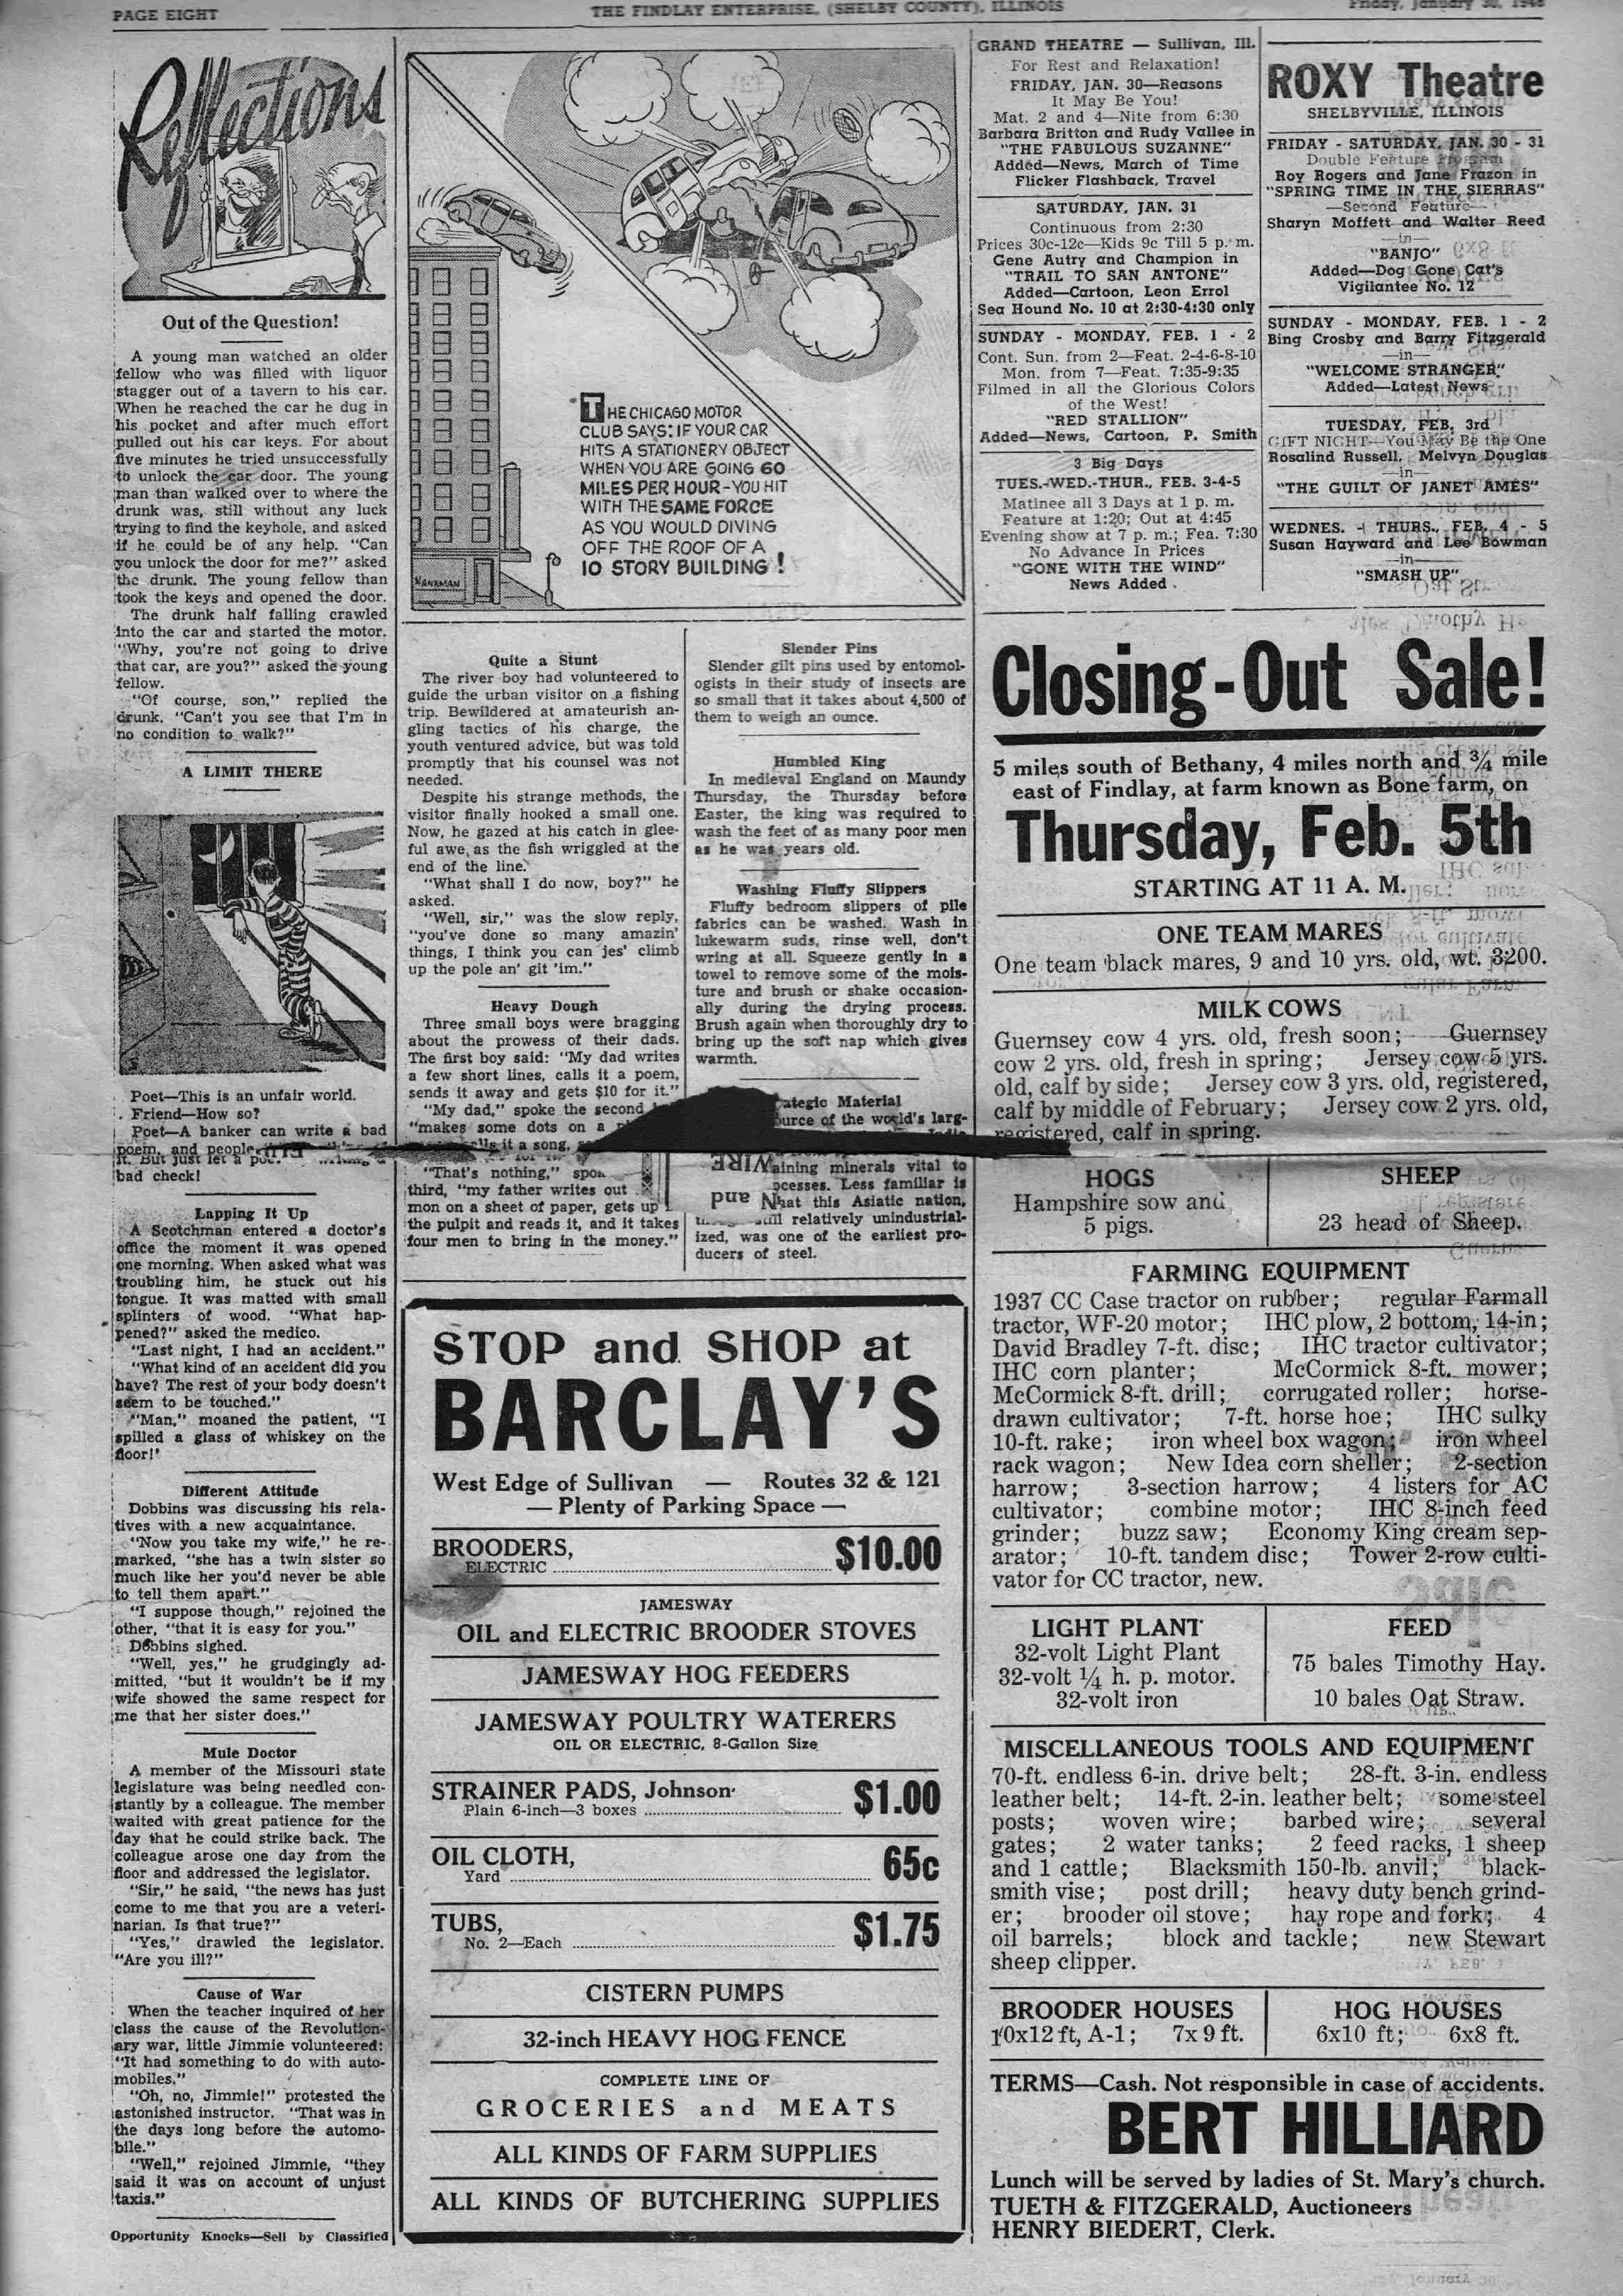 PAGE EIGHT
THE FINDLAY ENTERPRISE, (SHELBY COUNTY), ILLINOIS
Friday, January 30, 1948
Reflections
Out of the Question!
A young man watched an older
fellow who was filled with liquor
stagger out of a tavern to his car.
When he reached the car he dug in
his pocket and after much effort
pulled out his car keys. For about
five minutes he tried unsuccessfully
to unlock the car door. The young
man than walked over to where the
drunk was, still without any luck
trying to find the keyhole, and asked
if he could be of any help. "Can
you unlock the door for me?" asked
the drunk. The young fellow than
took the keys and opened the door.
The drunk half falling crawled
into the car and started the motor.
"Why, you're not going to drive
that car, are you?" asked the young
fellow.
"Of course, son," replied the
drunk. "Can't you see that I'm in
no condition to walk?"
A LIMIT THERE
Poet—This is an unfair world.
Friend—How so?
Poet—A banker can write a bad
poem, and people
it. But just let a
bad check!
Lapping It Up
A Scotchman entered a doctor's
office the moment it was opened
one morning. When asked what was
troubling him, he stuck out his
tongue. It was matted with small
splinters of wood. "What hap-
pened?" asked the medico.
"Last night, I had an accident."
"What kind of an accident did you
have? The rest of your body doesn't
seem to be touched."
"Man," moaned the patient, "I
spilled a glass of whiskey on the
floor!"
Different Attitude
Dobbins was discussing his rela-
tives with a new acquaintance.
"Now you take my wife," he re-
marked, "she has a twin sister so
much like her you'd never be able
to tell them apart."
"I suppose though," rejoined the
other, "that it is easy for you."
Dobbins sighed.
"Well, yes," he grudgingly ad-
mitted, "but it wouldn't be if my
wife showed the same respect for
me that her sister does."
Mule Doctor
A member of the Missouri state
legislature was being needled con-
stantly by a colleague. The member
waited with great patience for the
day that he could strike back. The
colleague arose one day from the
floor and addressed the legislator.
"Sir," he said, "the news has just
come to me that you are a veteri-
narian. Is that true?"
"Yes," drawled the legislator.
"Are you ill?"
Cause of War
When the teacher inquired of her
class the cause of the Revolution-
ary war, little Jimmie volunteered:
"It had something to do with auto-
mobiles."
"Oh, no, Jimmie!" protested the
astonished instructor. "That was in
the days long before the automo-
bile."
"Well," rejoined Jimmie, "they
said it was on account of unjust
taxis."
Opportunity Knocks—Sell by Classified
THE CHICAGO MOTOR
CLUB SAYS: IF YOUR CAR
HITS A STATIONERY OBJECT
WHEN YOU ARE GOING 60
MILES PER HOUR - YOU HIT
WITH THE SAME FORCE
AS YOU WOULD DIVING
OFF THE ROOF OF A
10 STORY BUILDING!
Quite a Stunt
The river boy had volunteered to
guide the urban visitor on a fishing
trip. Bewildered at amateurish an-
gling tactics of his charge, the
youth ventured advice, but was told
promptly that his counsel was not
needed.
Despite his strange methods, the
visitor finally hooked a small one.
Now, he gazed at his catch in glee-
ful awe as the fish wriggled at the
end of the line.
"What shall I do now, boy?" he
asked.
"Well, sir," was the slow reply,
"you've done so many amazin'
things, I think you can jes' climb
up the pole an' git 'im."
Heavy Dough
Three small boys were bragging
about the prowess of their dads.
The first boy said: "My dad writes
a few short lines, calls it a poem,
sends it away and gets $10 for it."
"My dad," spoke the second
"makes some dots on a
it a song,
"That's nothing,"
third, "my father writes out
mon on a sheet of paper, gets up
the pulpit and reads it, and it takes
four men to bring in the money."
Slender Pins
Slender gilt pins used by entomol-
ogists in their study of insects are
so small that it takes about 4,500 of
them to weigh an ounce.
Humbled King
In medieval England on Maundy
Thursday, the Thursday before
Easter, the king was required to
wash the feet of as many poor men
as he was years old.
Washing Fluffy Slippers
Fluffy bedroom slippers of pile
fabrics can be washed. Wash in
lukewarm suds, rinse well, don't
wring at all. Squeeze gently in a
towel to remove some of the mois-
ture and brush or shake occasion-
ally during the drying process.
Brush again when thoroughly dry to
bring up the soft nap which gives
warmth.
Material
of the world's larg-
minerals vital to
Less familiar is
that this Asiatic nation,
still relatively unindustrial-
ized, was one of the earliest pro-
ducers of steel.
STOP and SHOP at
BARCLAY'S
West Edge of Sullivan — Routes 32 & 121
— Plenty of Parking Space —
BROODERS, $10.00
ELECTRIC
JAMESWAY
OIL and ELECTRIC BROODER STOVES
JAMESWAY HOG FEEDERS
JAMESWAY POULTRY WATERERS
OIL OR ELECTRIC, 8-Gallon Size
STRAINER PADS, Johnson $1.00
Plain 6-inch—3 boxes
OIL CLOTH, 65c
Yard
TUBS, $1.75
No. 2—Each
CISTERN PUMPS
32-inch HEAVY HOG FENCE
COMPLETE LINE OF
GROCERIES and MEATS
ALL KINDS OF FARM SUPPLIES
ALL KINDS OF BUTCHERING SUPPLIES
GRAND THEATRE — Sullivan, Ill.
For Rest and Relaxation!
FRIDAY, JAN. 30—Reasons
It May Be You!
Mat. 2 and 4—Nite from 6:30
Barbara Britton and Rudy Vallee in
"THE FABULOUS SUZANNE"
Added—News, March of Time
Flicker Flashback, Travel
SATURDAY, JAN. 31
Continuous from 2:30
Prices 30c-12c—Kids 9c Till 5 p. m.
Gene Autry and Champion in
"TRAIL TO SAN ANTONE"
Added—Cartoon, Leon Errol
Sea Hound No. 10 at 2:30-4:30 only
SUNDAY - MONDAY, FEB. 1 - 2
Cont. Sun. from 2—Feat. 2-4-6-8-10
Mon. from 7—Feat. 7:35-9:35
Filmed in all the Glorious Colors
of the West!
"RED STALLION"
Added—News, Cartoon, P. Smith
3 Big Days
TUES.-WED.-THUR., FEB. 3-4-5
Matinee all 3 Days at 1 p. m.
Feature at 1:20; Out at 4:45
Evening show at 7 p. m.; Fea. 7:30
No Advance In Prices
"GONE WITH THE WIND"
News Added
ROXY Theatre
SHELBYVILLE, ILLINOIS
FRIDAY - SATURDAY, JAN. 30 - 31
Double Feature Program
Roy Rogers and Jane Frazon in
"SPRING TIME IN THE SIERRAS"
—Second Feature—
Sharyn Moffett and Walter Reed
—in—
"BANJO"
Added—Dog Gone Cat's
Vigilantee No. 12
SUNDAY - MONDAY, FEB. 1 - 2
Bing Crosby and Barry Fitzgerald
—in—
"WELCOME STRANGER"
Added—Latest News
TUESDAY, FEB. 3rd
GIFT NIGHT—You May Be the One
Rosalind Russell, Melvyn Douglas
—in—
"THE GUILT OF JANET AMES"
WEDNES. - THURS., FEB. 4 - 5
Susan Hayward and Lee Bowman
—in—
"SMASH UP"
Closing-Out Sale!
5 miles south of Bethany, 4 miles north and ¾ mile
east of Findlay, at farm known as Bone farm, on
Thursday, Feb. 5th
STARTING AT 11 A. M.
ONE TEAM MARES
One team black mares, 9 and 10 yrs. old, wt. 3200.
MILK COWS
Guernsey cow 4 yrs. old, fresh soon; Guernsey
cow 2 yrs. old, fresh in spring; Jersey cow 5 yrs.
old, calf by side; Jersey cow 3 yrs. old, registered,
calf by middle of February; Jersey cow 2 yrs. old,
registered, calf in spring.
HOGS
Hampshire sow and
5 pigs.
SHEEP
23 head of Sheep.
FARMING EQUIPMENT
1937 CC Case tractor on rubber; regular Farmall
tractor, WF-20 motor; IHC plow, 2 bottom, 14-in;
David Bradley 7-ft. disc; IHC tractor cultivator;
IHC corn planter; McCormick 8-ft. mower;
McCormick 8-ft. drill; corrugated roller; horse-
drawn cultivator; 7-ft. horse hoe; IHC sulky
10-ft. rake; iron wheel box wagon; iron wheel
rack wagon; New Idea corn sheller; 2-section
harrow; 3-section harrow; 4 listers for AC
cultivator; combine motor; IHC 8-inch feed
grinder; buzz saw; Economy King cream sep-
arator; 10-ft. tandem disc; Tower 2-row culti-
vator for CC tractor, new.
LIGHT PLANT
32-volt Light Plant
32-volt ¼ h. p. motor.
32-volt iron
FEED
75 bales Timothy Hay.
10 bales Oat Straw.
MISCELLANEOUS TOOLS AND EQUIPMENT
70-ft. endless 6-in. drive belt; 28-ft. 3-in. endless
leather belt; 14-ft. 2-in. leather belt; some steel
posts; woven wire; barbed wire; several
gates; 2 water tanks; 2 feed racks, 1 sheep
and 1 cattle; Blacksmith 150-lb. anvil; black-
smith vise; post drill; heavy duty bench grind-
er; brooder oil stove; hay rope and fork; 4
oil barrels; block and tackle; new Stewart
sheep clipper.
BROODER HOUSES
10x12 ft, A-1; 7x9 ft.
HOG HOUSES
6x10 ft; 6x8 ft.
TERMS—Cash. Not responsible in case of accidents.
BERT HILLIARD
Lunch will be served by ladies of St. Mary's church.
TUETH & FITZGERALD, Auctioneers
HENRY BIEDERT, Clerk.